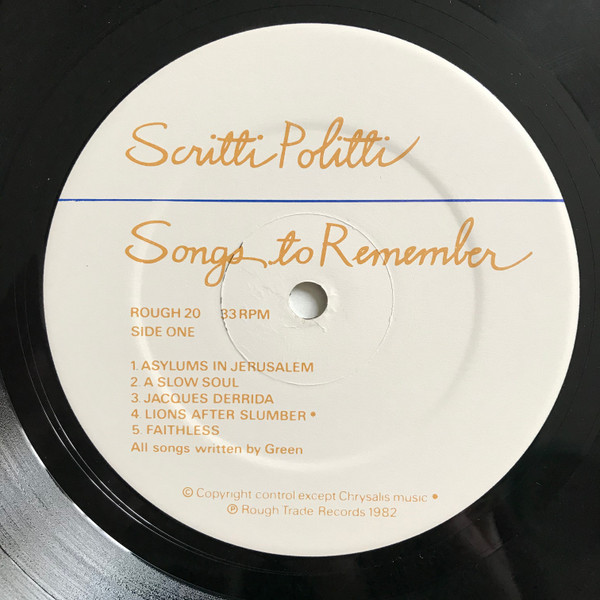 Scritti Politti
Songs to Remember
ROUGH 20 33 RPM
SIDE ONE
1. ASYLUMS IN JERUSALEM
2. A SLOW SOUL
3. JACQUES DERRIDA
4. LIONS AFTER SLUMBER •
5. FAITHLESS
All songs written by Green
© Copyright control except Chrysalis music •
℗ Rough Trade Records 1982